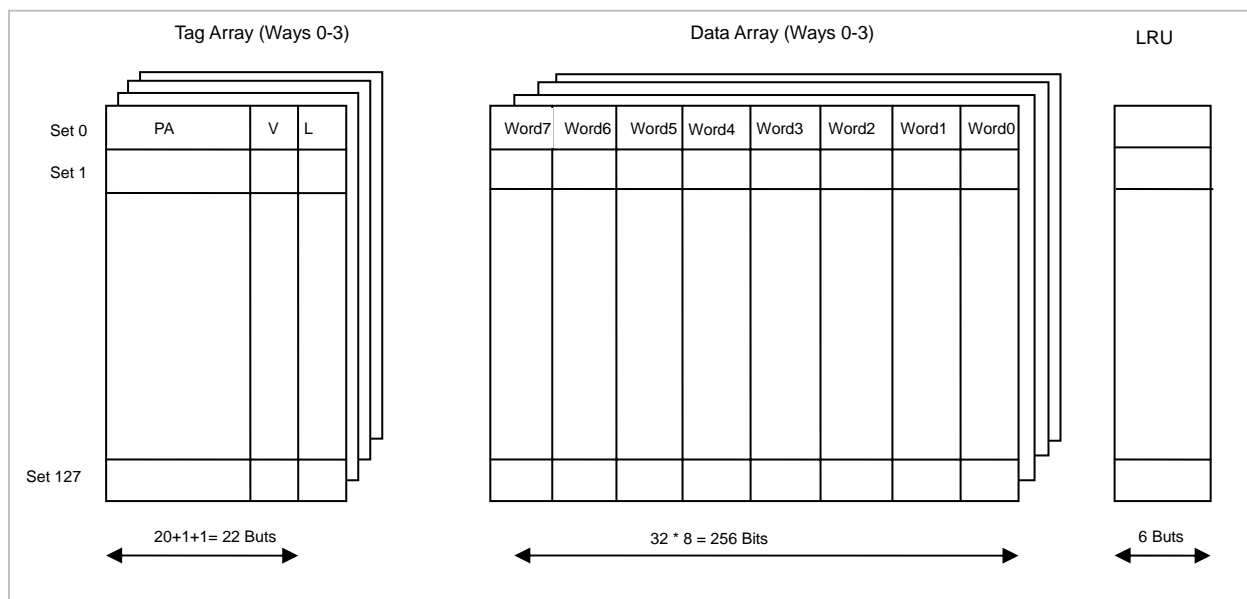 Tag Array (Ways 0-3)
Data Array (Ways 0-3)
LRU
Set 0
PA
V
L
Word7
Word6
Word5
Word4
Word3
Word2
Word1
Word0
Set 1
Set 127
20+1+1= 22 Buts
32 * 8 = 256 Bits
6 Buts